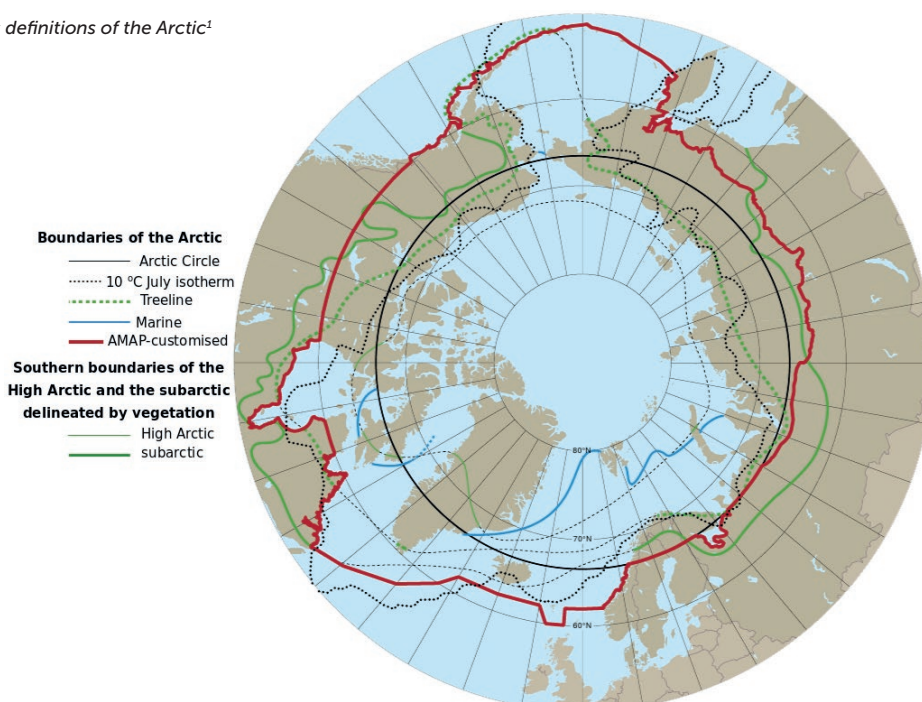 definitions of the Arctic¹
Boundaries of the Arctic
Arctic Circle
10 °C July isotherm
Treeline
Marine
AMAP-customised
Southern boundaries of the
High Arctic and the subarctic
delineated by vegetation
High Arctic
subarctic
80°N
70°N
60°N